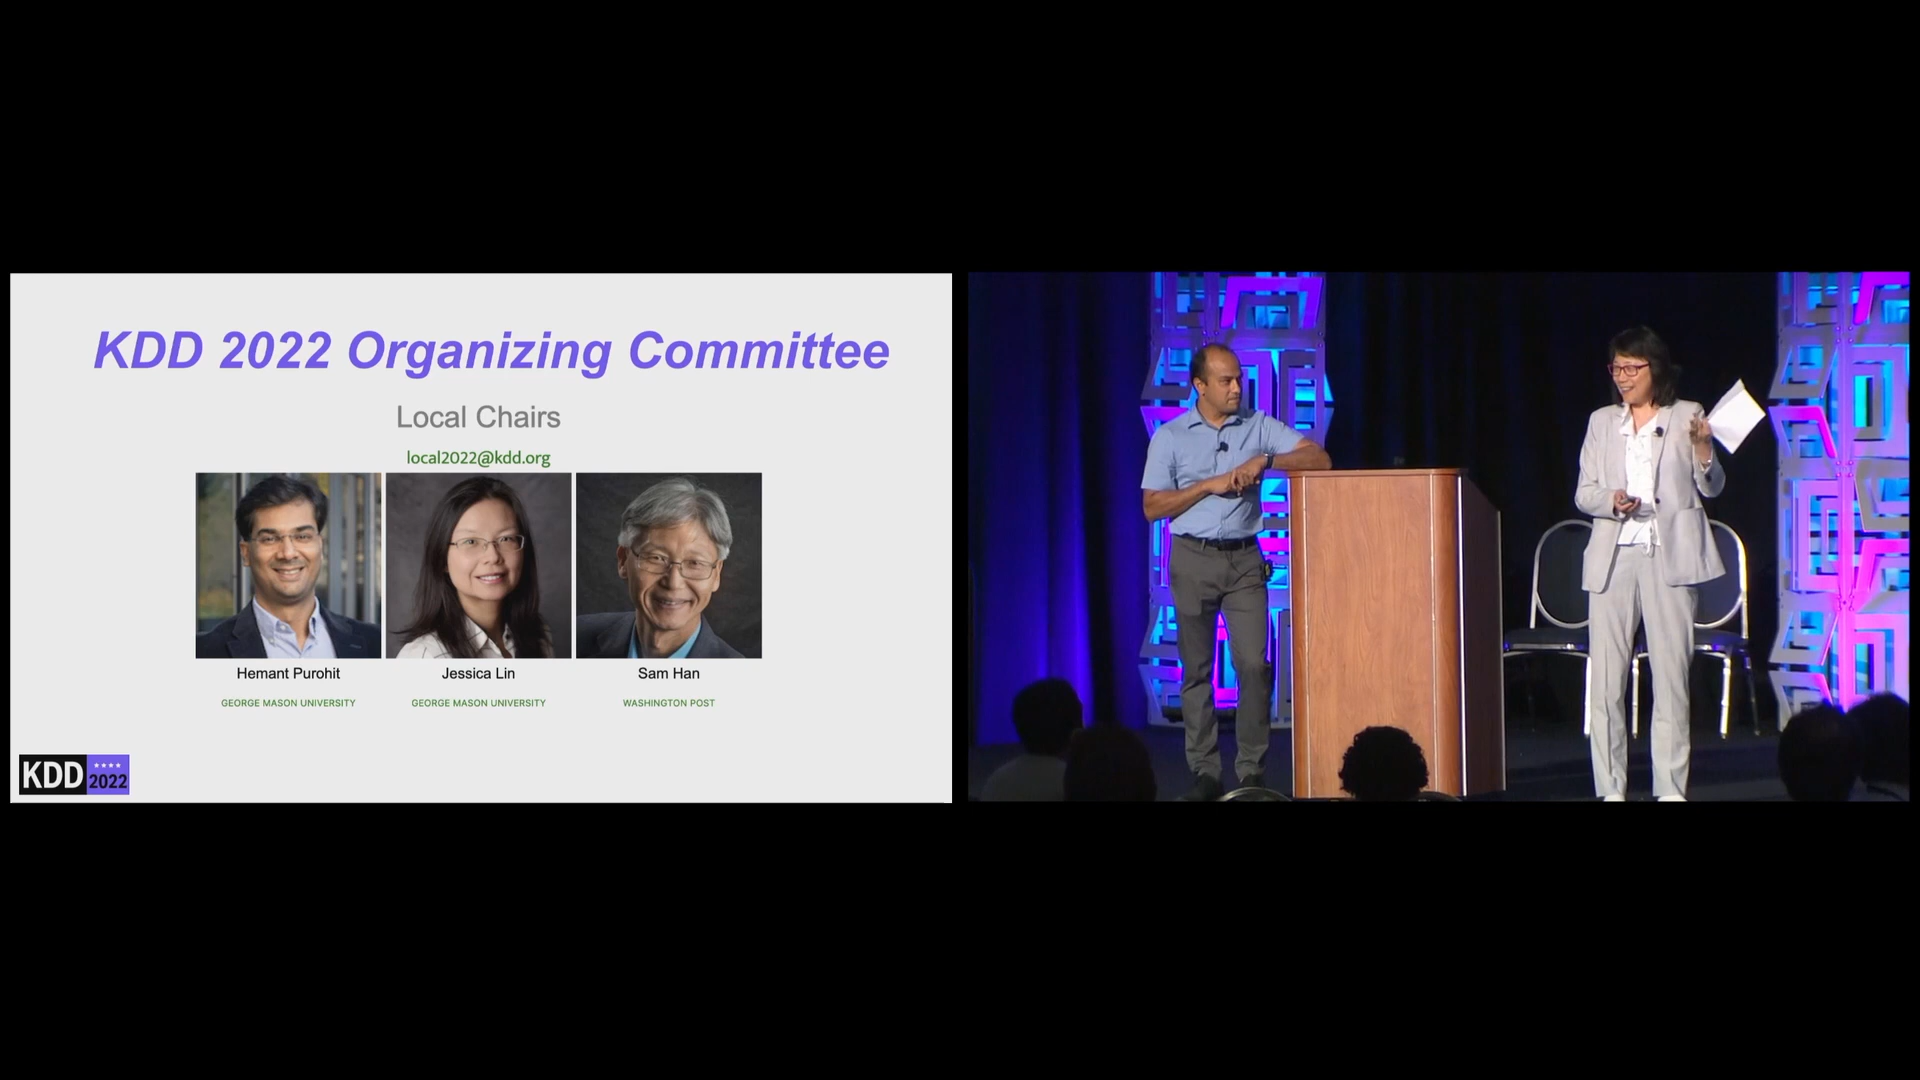 KDD 2022 Organizing Committee
Local Chairs
local2022@kdd.org
Hemant Purohit
Jessica Lin
Sam Han
GEORGE MASON UNIVERSITY
GEORGE MASON UNIVERSITY
WASHINGTON POST
KDD 2022